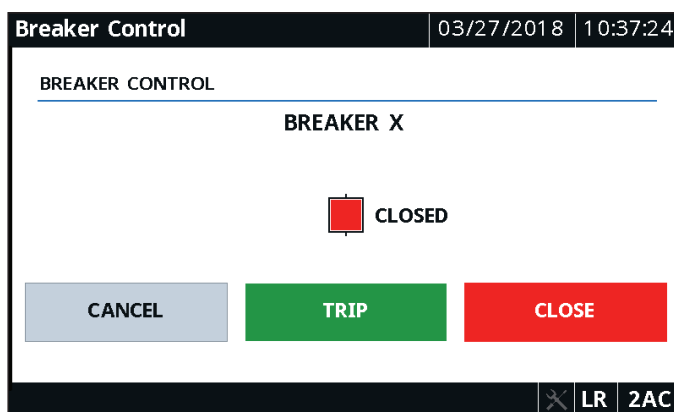 Breaker Control 03/27/2018 10:37:24
BREAKER CONTROL
BREAKER X
CLOSED
CANCEL TRIP CLOSE
LR 2AC